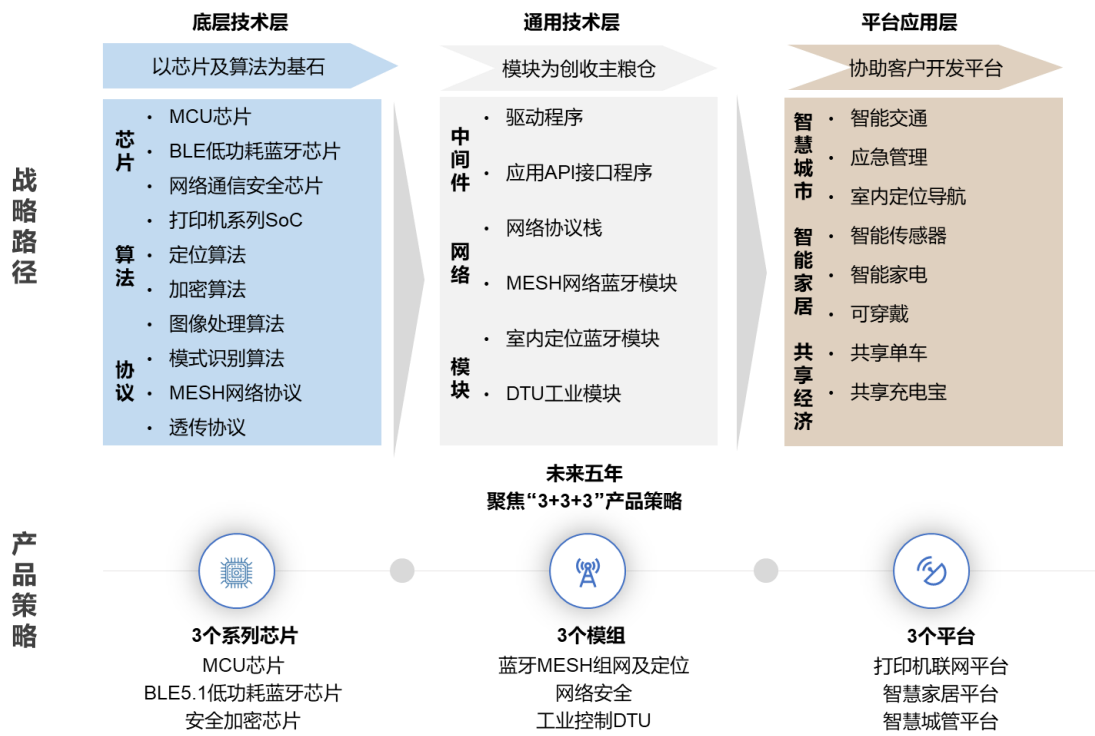 战略路径
底层技术层
以芯片及算法为基石
芯片
• MCU芯片
• BLE低功耗蓝牙芯片
• 网络通信安全芯片
• 打印机系列SoC
算法
• 定位算法
• 加密算法
• 图像处理算法
• 模式识别算法
协议
• MESH网络协议
• 透传协议
通用技术层
模块为创收主粮仓
中间件
• 驱动程序
• 应用API接口程序
网络
• 网络协议栈
• MESH网络蓝牙模块
模块
• 室内定位蓝牙模块
• DTU工业模块
平台应用层
协助客户开发平台
智慧城市
• 智能交通
• 应急管理
• 室内定位导航
智能家居
• 智能传感器
• 智能家电
• 可穿戴
共享经济
• 共享单车
• 共享充电宝
产品策略
未来五年
聚焦“3+3+3”产品策略
3个系列芯片
MCU芯片
BLE5.1低功耗蓝牙芯片
安全加密芯片
3个模组
蓝牙MESH组网及定位
网络安全
工业控制DTU
3个平台
打印机联网平台
智慧家居平台
智慧城管平台